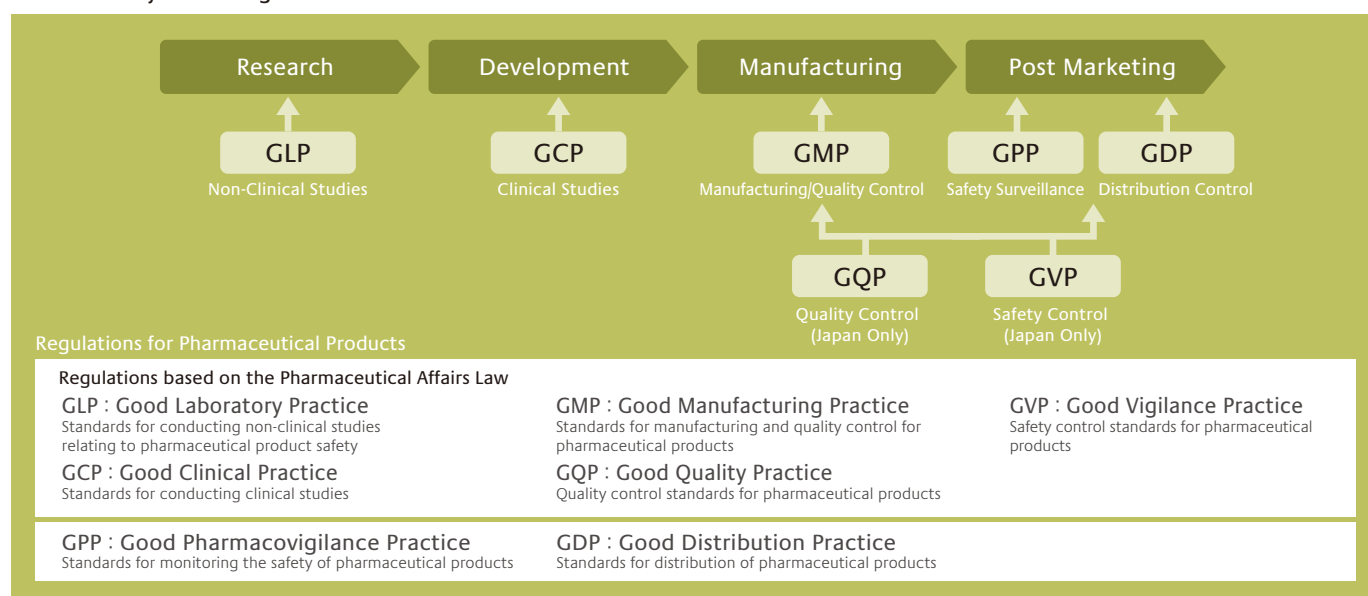 Research
Development
Manufacturing
Post Marketing
GLP
GCP
GMP
GPP
GDP
Non-Clinical Studies
Clinical Studies
Manufacturing/Quality Control
Safety Surveillance
Distribution Control
GQP
GVP
Quality Control
(Japan Only)
Safety Control
(Japan Only)
Regulations for Pharmaceutical Products
Regulations based on the Pharmaceutical Affairs Law
GLP : Good Laboratory Practice
Standards for conducting non-clinical studies
relating to pharmaceutical product safety
GCP : Good Clinical Practice
Standards for conducting clinical studies
GMP : Good Manufacturing Practice
Standards for manufacturing and quality control for
pharmaceutical products
GQP : Good Quality Practice
Quality control standards for pharmaceutical products
GVP : Good Vigilance Practice
Safety control standards for pharmaceutical
products
GPP : Good Pharmacovigilance Practice
Standards for monitoring the safety of pharmaceutical products
GDP : Good Distribution Practice
Standards for distribution of pharmaceutical products